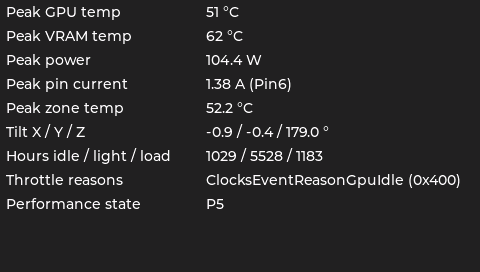 Peak GPU temp 51 °C
Peak VRAM temp 62 °C
Peak power 104.4 W
Peak pin current 1.38 A (Pin6)
Peak zone temp 52.2 °C
Tilt X / Y / Z -0.9 / -0.4 / 179.0 °
Hours idle / light / load 1029 / 5528 / 1183
Throttle reasons ClocksEventReasonGpuIdle (0x400)
Performance state P5